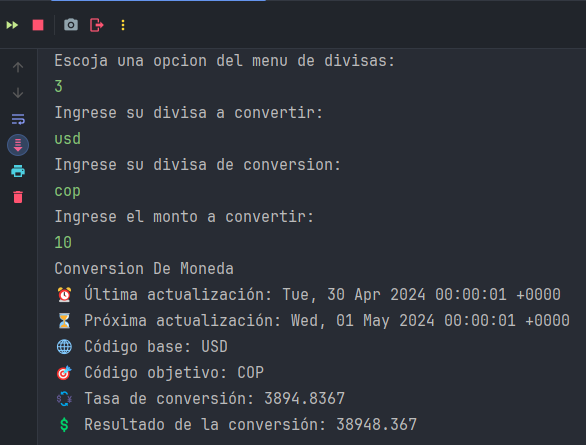 Escoja una opcion del menu de divisas:
3
Ingrese su divisa a convertir:
usd
Ingrese su divisa de conversion:
cop
Ingrese el monto a convertir:
10
Conversion De Moneda
⏰ Última actualización: Tue, 30 Apr 2024 00:00:01 +0000
⏳ Próxima actualización: Wed, 01 May 2024 00:00:01 +0000
🌐 Código base: USD
🎯 Código objetivo: COP
💱 Tasa de conversión: 3894.8367
💲 Resultado de la conversión: 38948.367